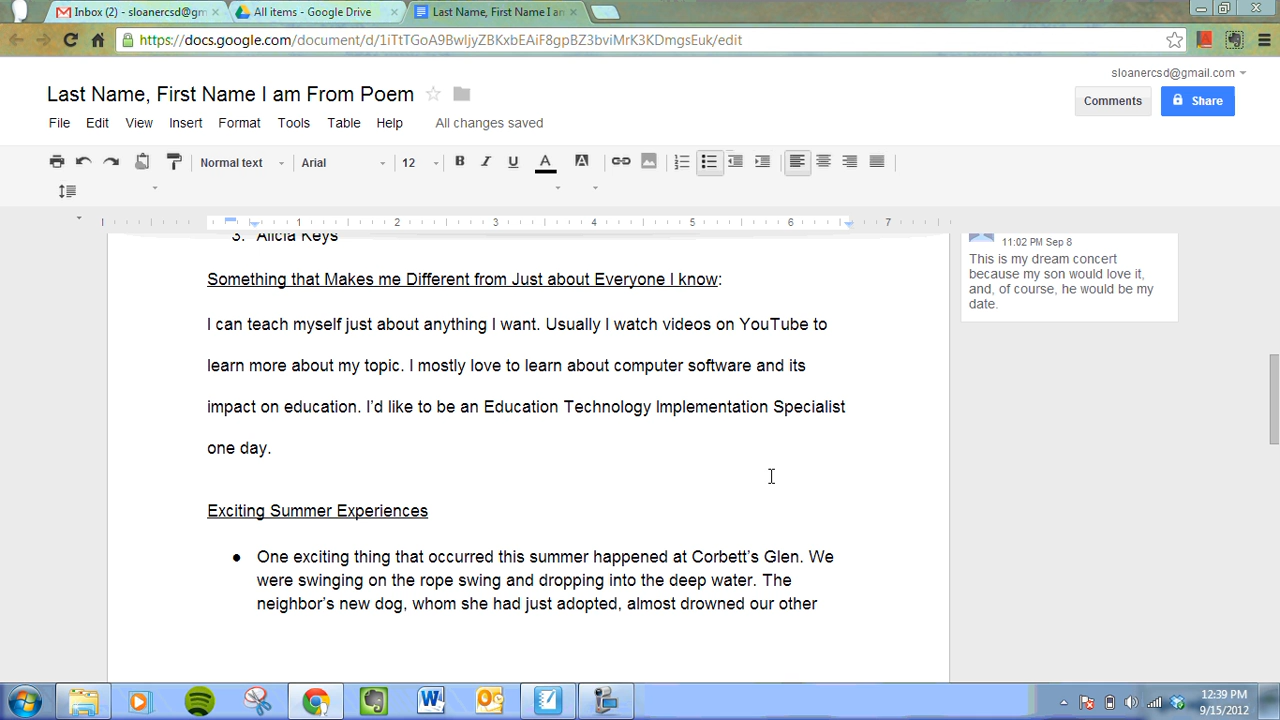 Inbox (2) - sloanercsd@gm
All items - Google Drive
Last Name, First Name I am
https://docs.google.com/document/d/1iTtTGoA9BwIjyZBKxbEAiF8gpBZ3bviMrK3KDmgsEuk/edit
sloanercsd@gmail.com
Last Name, First Name I am From Poem
Comments
Share
File Edit View Insert Format Tools Table Help All changes saved
Normal text Arial 12 B I U A A
1 2 3 4 5 6 7
3. Alicia Keys
11:02 PM Sep 8
This is my dream concert
because my son would love it,
and, of course, he would be my
date.
Something that Makes me Different from Just about Everyone I know:
I can teach myself just about anything I want. Usually I watch videos on YouTube to
learn more about my topic. I mostly love to learn about computer software and its
impact on education. I'd like to be an Education Technology Implementation Specialist
one day.
Exciting Summer Experiences
● One exciting thing that occurred this summer happened at Corbett's Glen. We
were swinging on the rope swing and dropping into the deep water. The
neighbor's new dog, whom she had just adopted, almost drowned our other
12:39 PM
9/15/2012